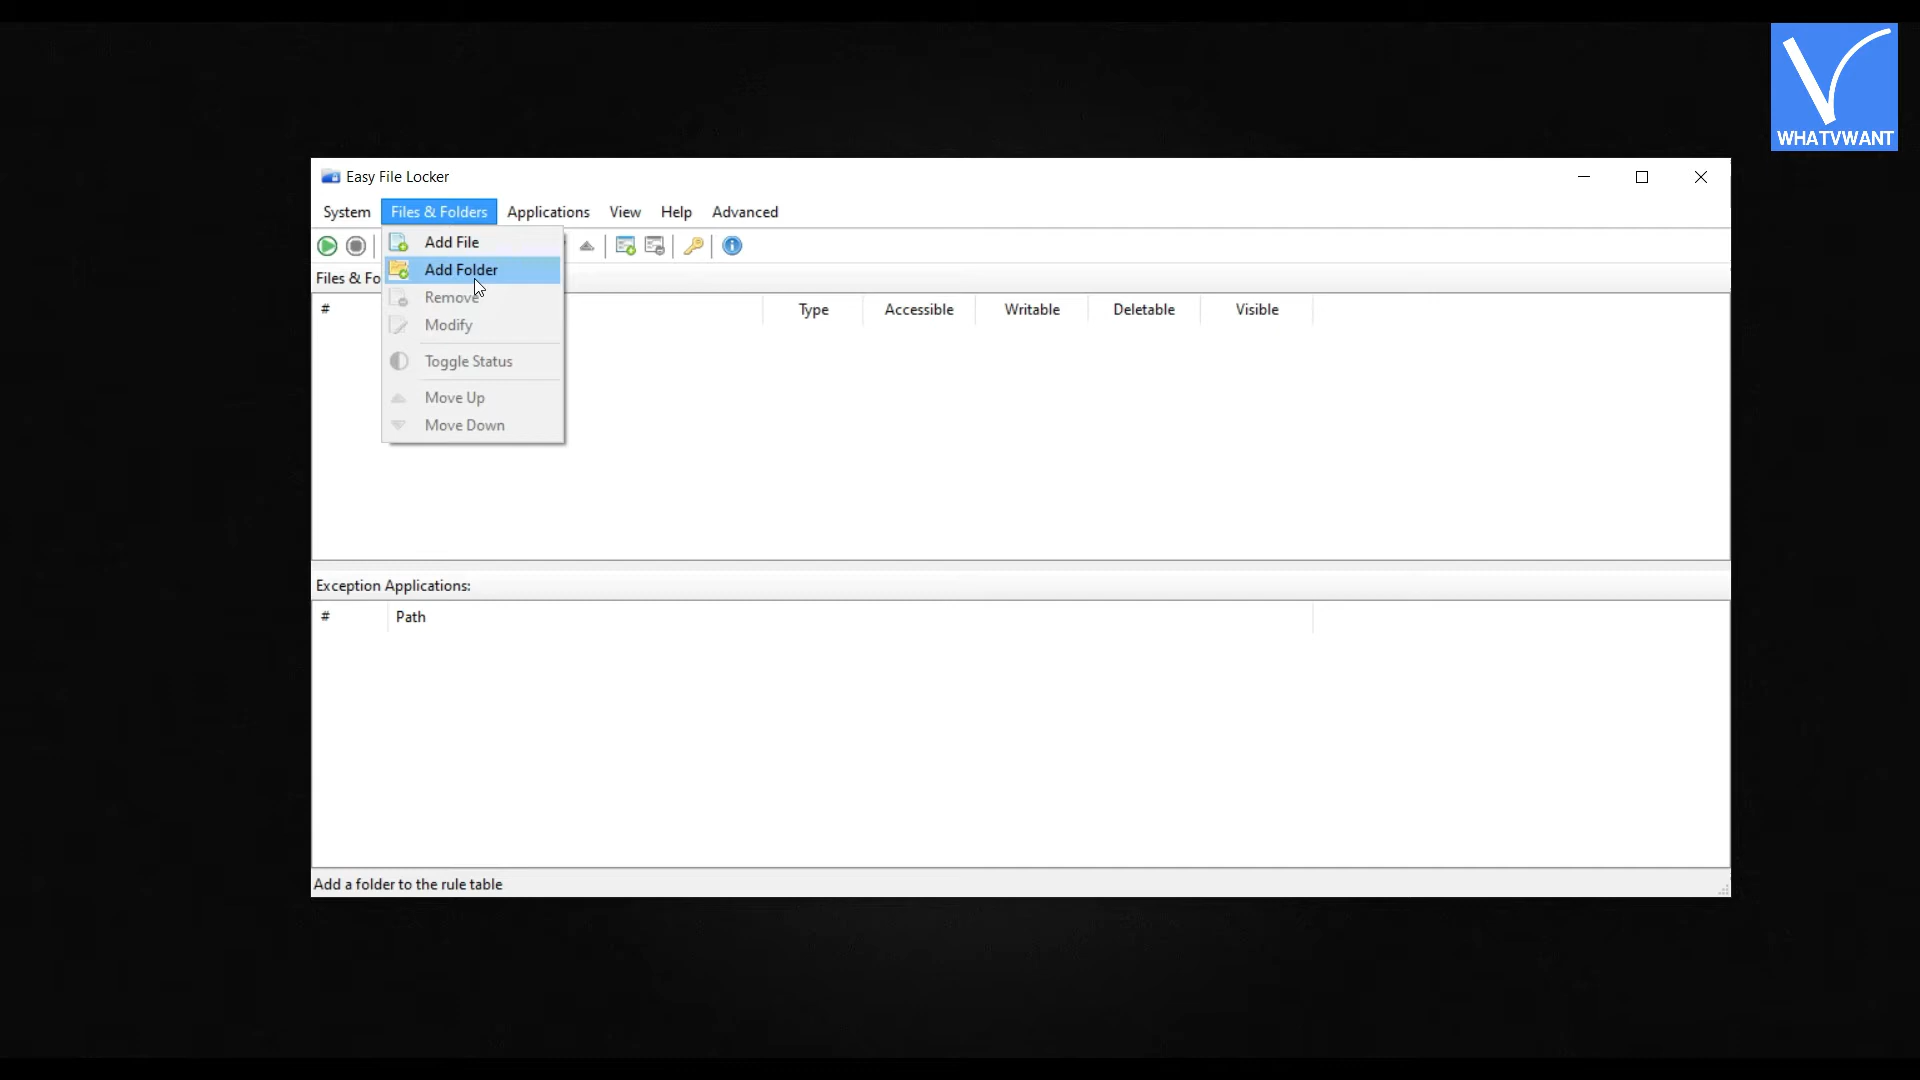 WHATVWANT
Easy File Locker
System Files & Folders Applications View Help Advanced
Add File
Files & Fo
Add Folder
# Type Accessible Writable Deletable Visible
Remove
Modify
Toggle Status
Move Up
Move Down
Exception Applications:
# Path
Add a folder to the rule table